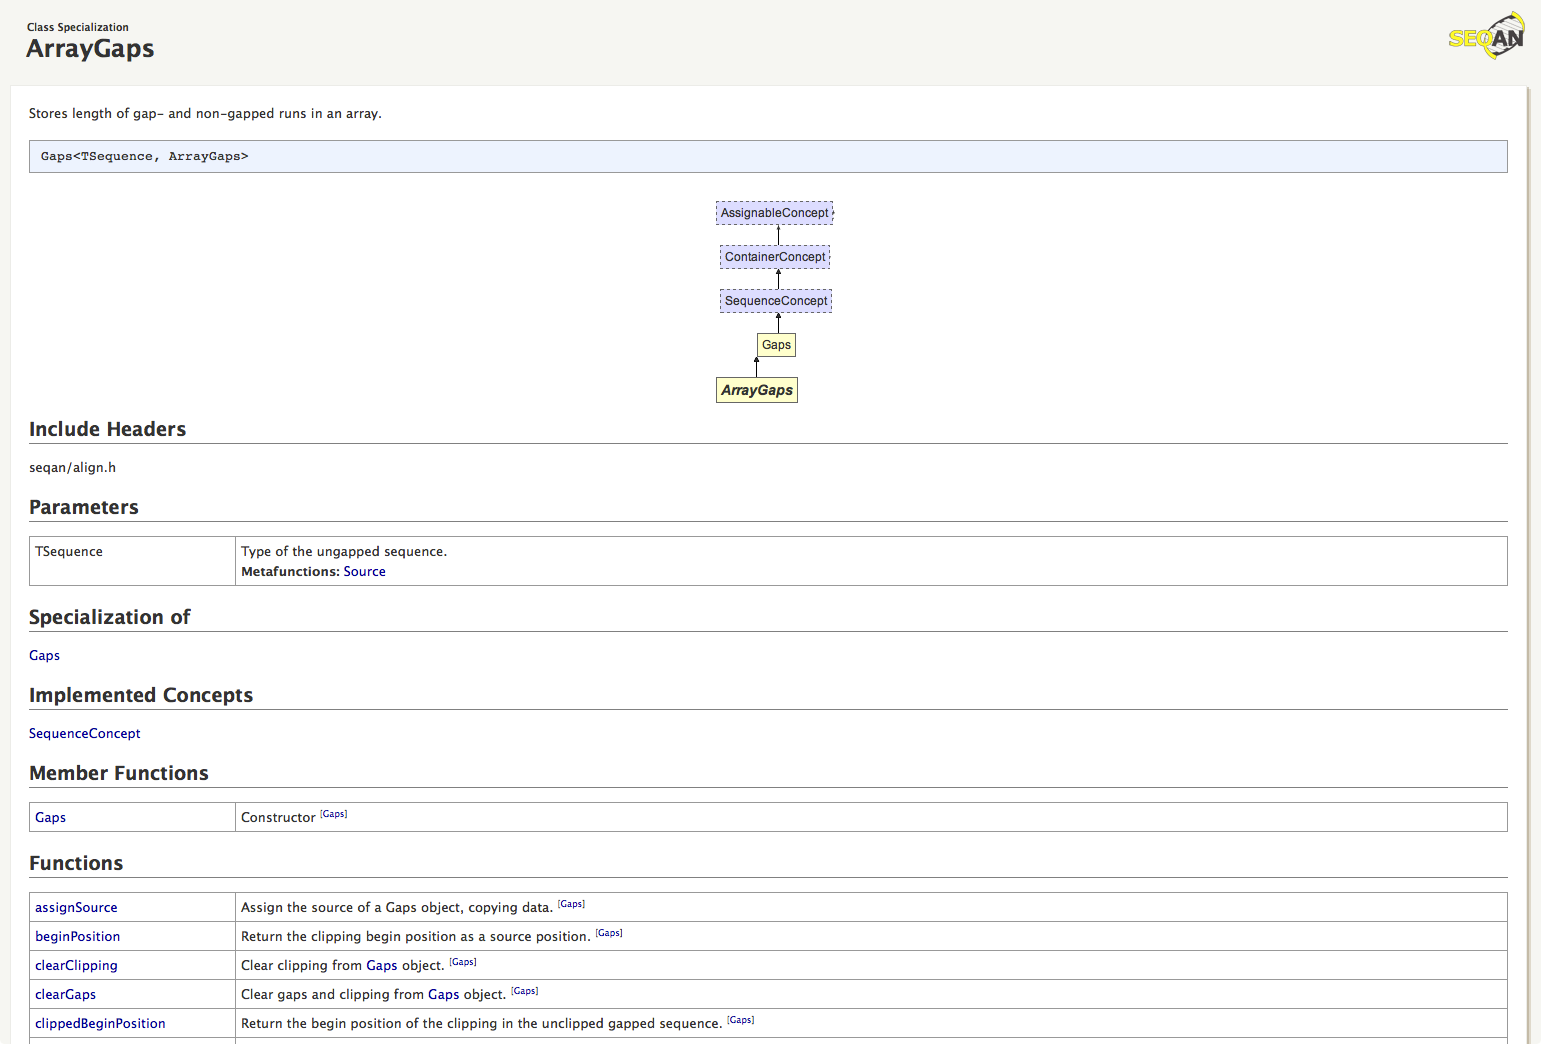 Class Specialization
ArrayGaps
SEQAN
Stores length of gap- and non-gapped runs in an array.
Gaps<TSequence, ArrayGaps>
AssignableConcept
ContainerConcept
SequenceConcept
Gaps
ArrayGaps
Include Headers
seqan/align.h
Parameters
TSequence Type of the ungapped sequence.
Metafunctions: Source
Specialization of
Gaps
Implemented Concepts
SequenceConcept
Member Functions
Gaps Constructor [Gaps]
Functions
assignSource Assign the source of a Gaps object, copying data. [Gaps]
beginPosition Return the clipping begin position as a source position. [Gaps]
clearClipping Clear clipping from Gaps object. [Gaps]
clearGaps Clear gaps and clipping from Gaps object. [Gaps]
clippedBeginPosition Return the begin position of the clipping in the unclipped gapped sequence. [Gaps]